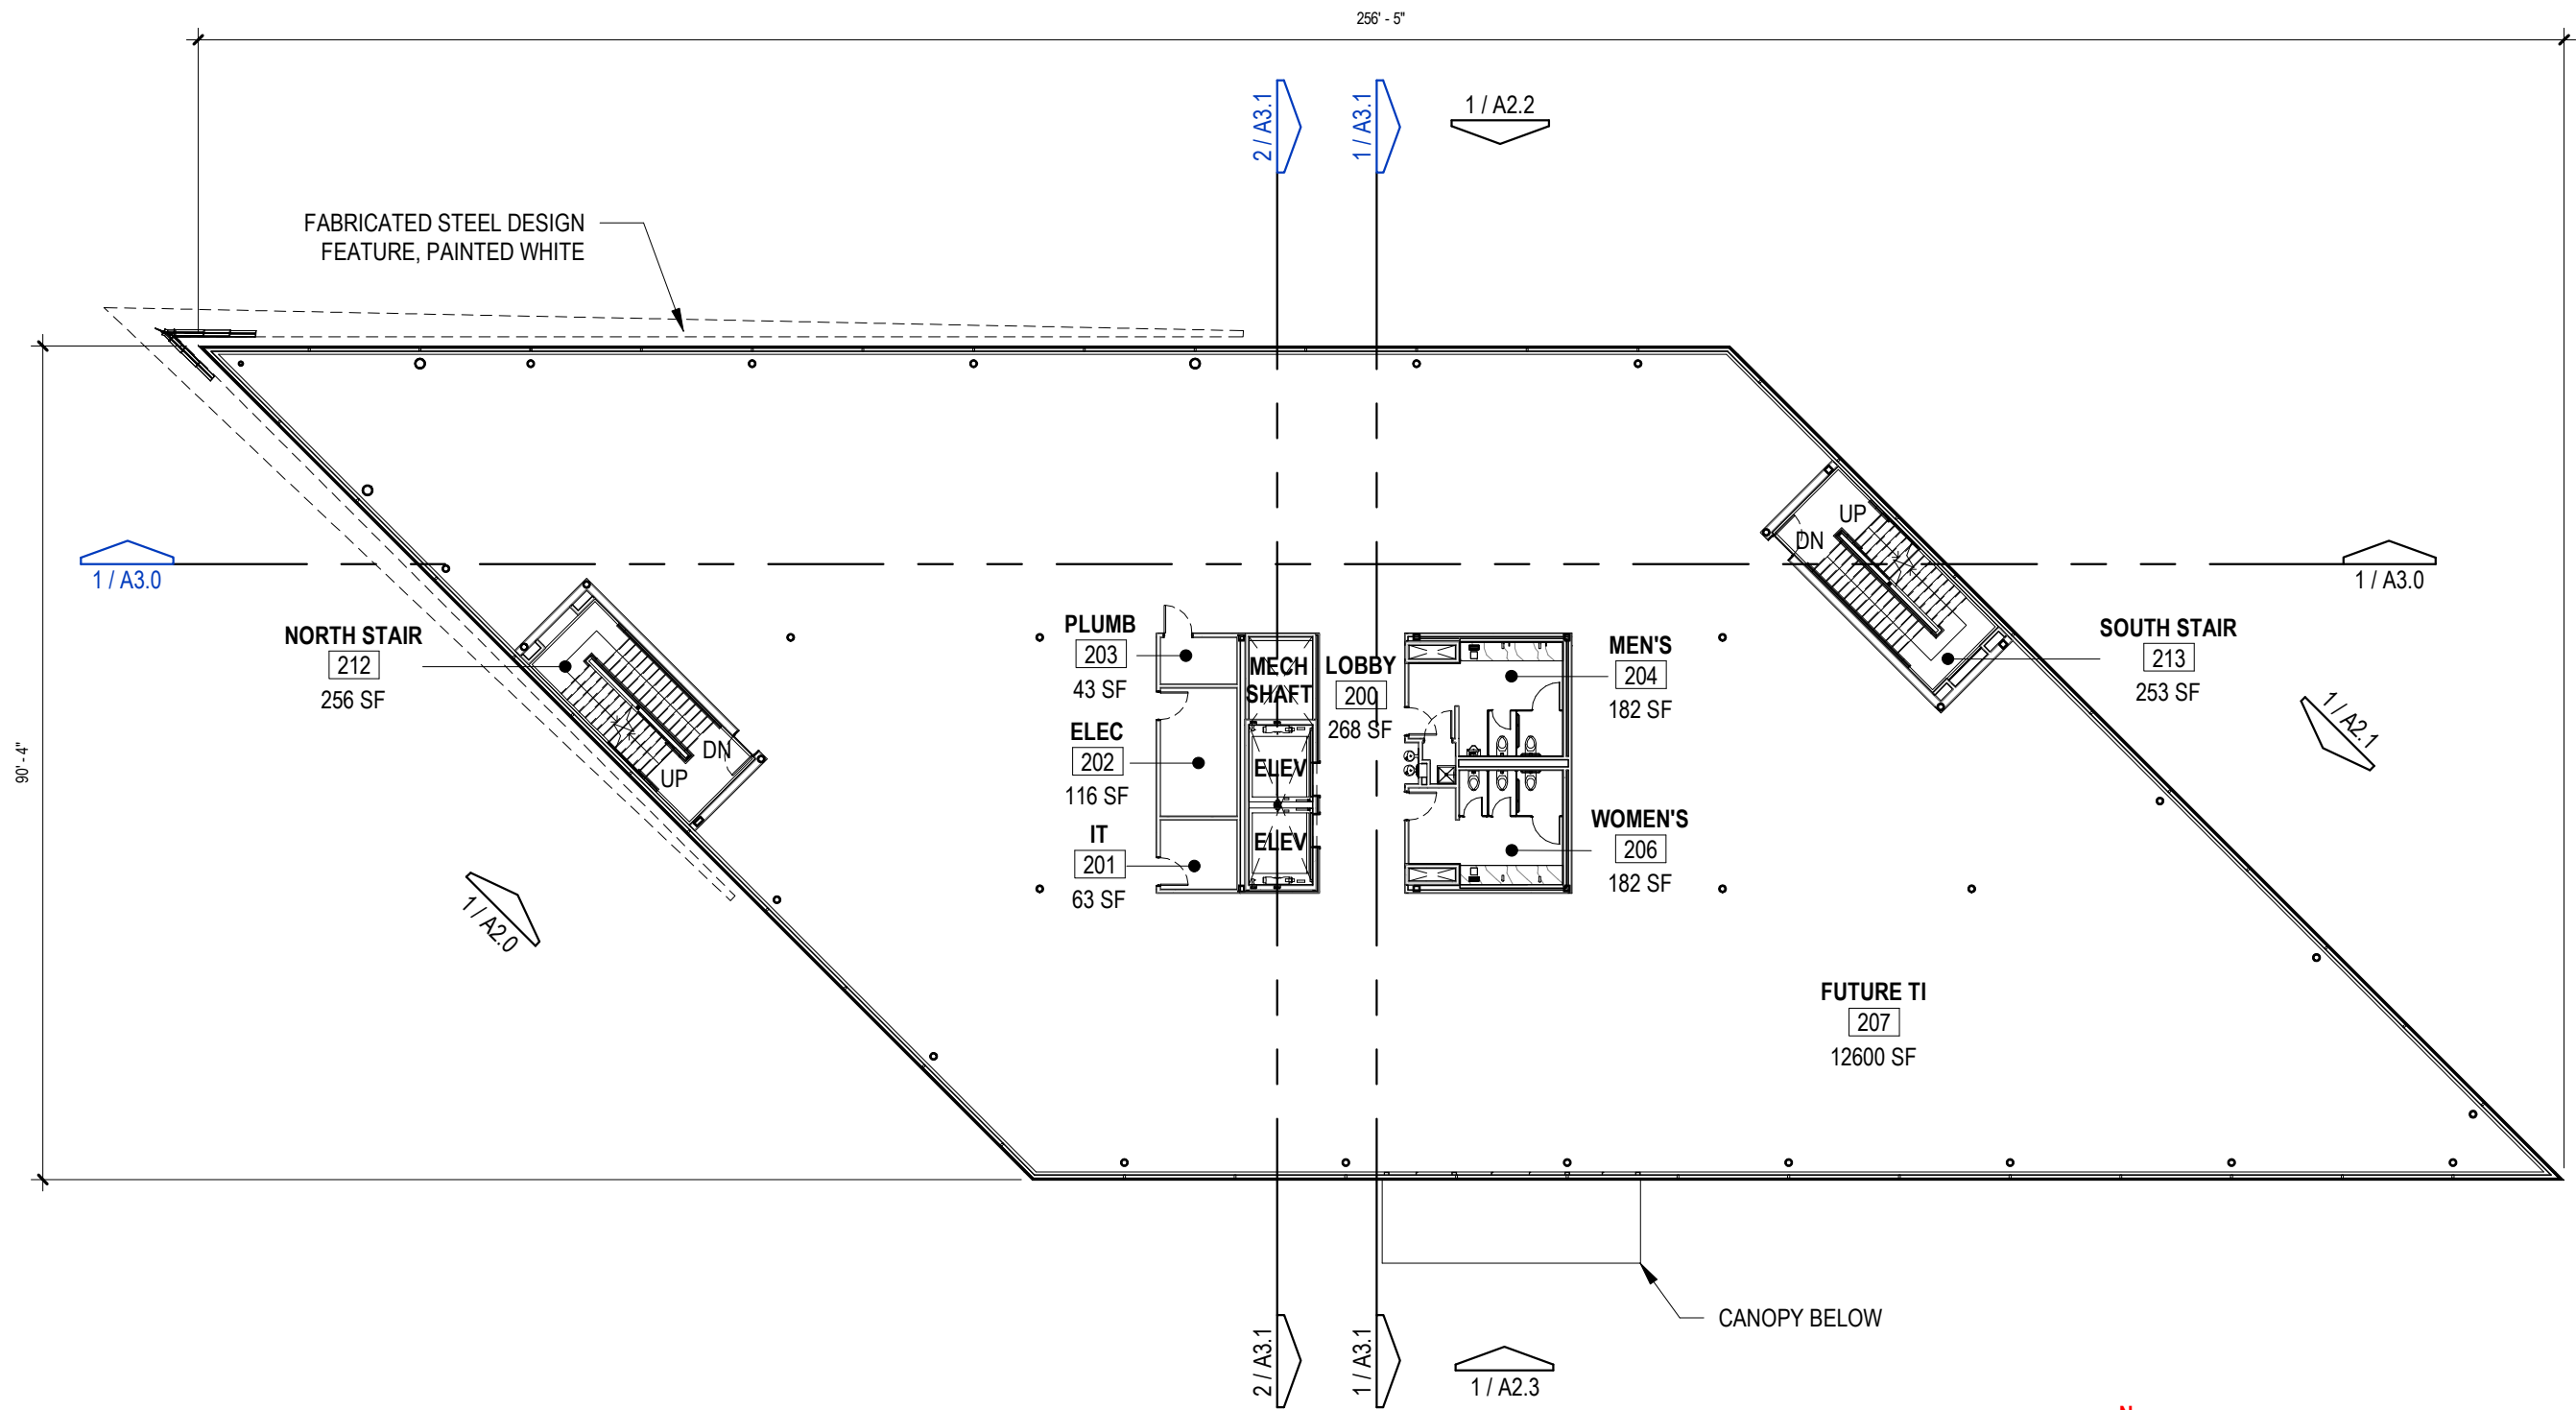 256' - 5"
2 / A3.1
1 / A3.1
1 / A2.2
FABRICATED STEEL DESIGN
FEATURE, PAINTED WHITE
1 / A3.0
1 / A3.0
UP
DN
NORTH STAIR
212
256 SF
PLUMB
203
43 SF
MECH
SHAFT
LOBBY
200
268 SF
MEN'S
204
182 SF
SOUTH STAIR
213
253 SF
1 / A2.1
90' - 4"
DN
UP
ELEC
202
116 SF
ELEV
IT
201
63 SF
ELEV
WOMEN'S
206
182 SF
1 / A2.0
FUTURE TI
207
12600 SF
CANOPY BELOW
2 / A3.1
1 / A3.1
1 / A2.3
N